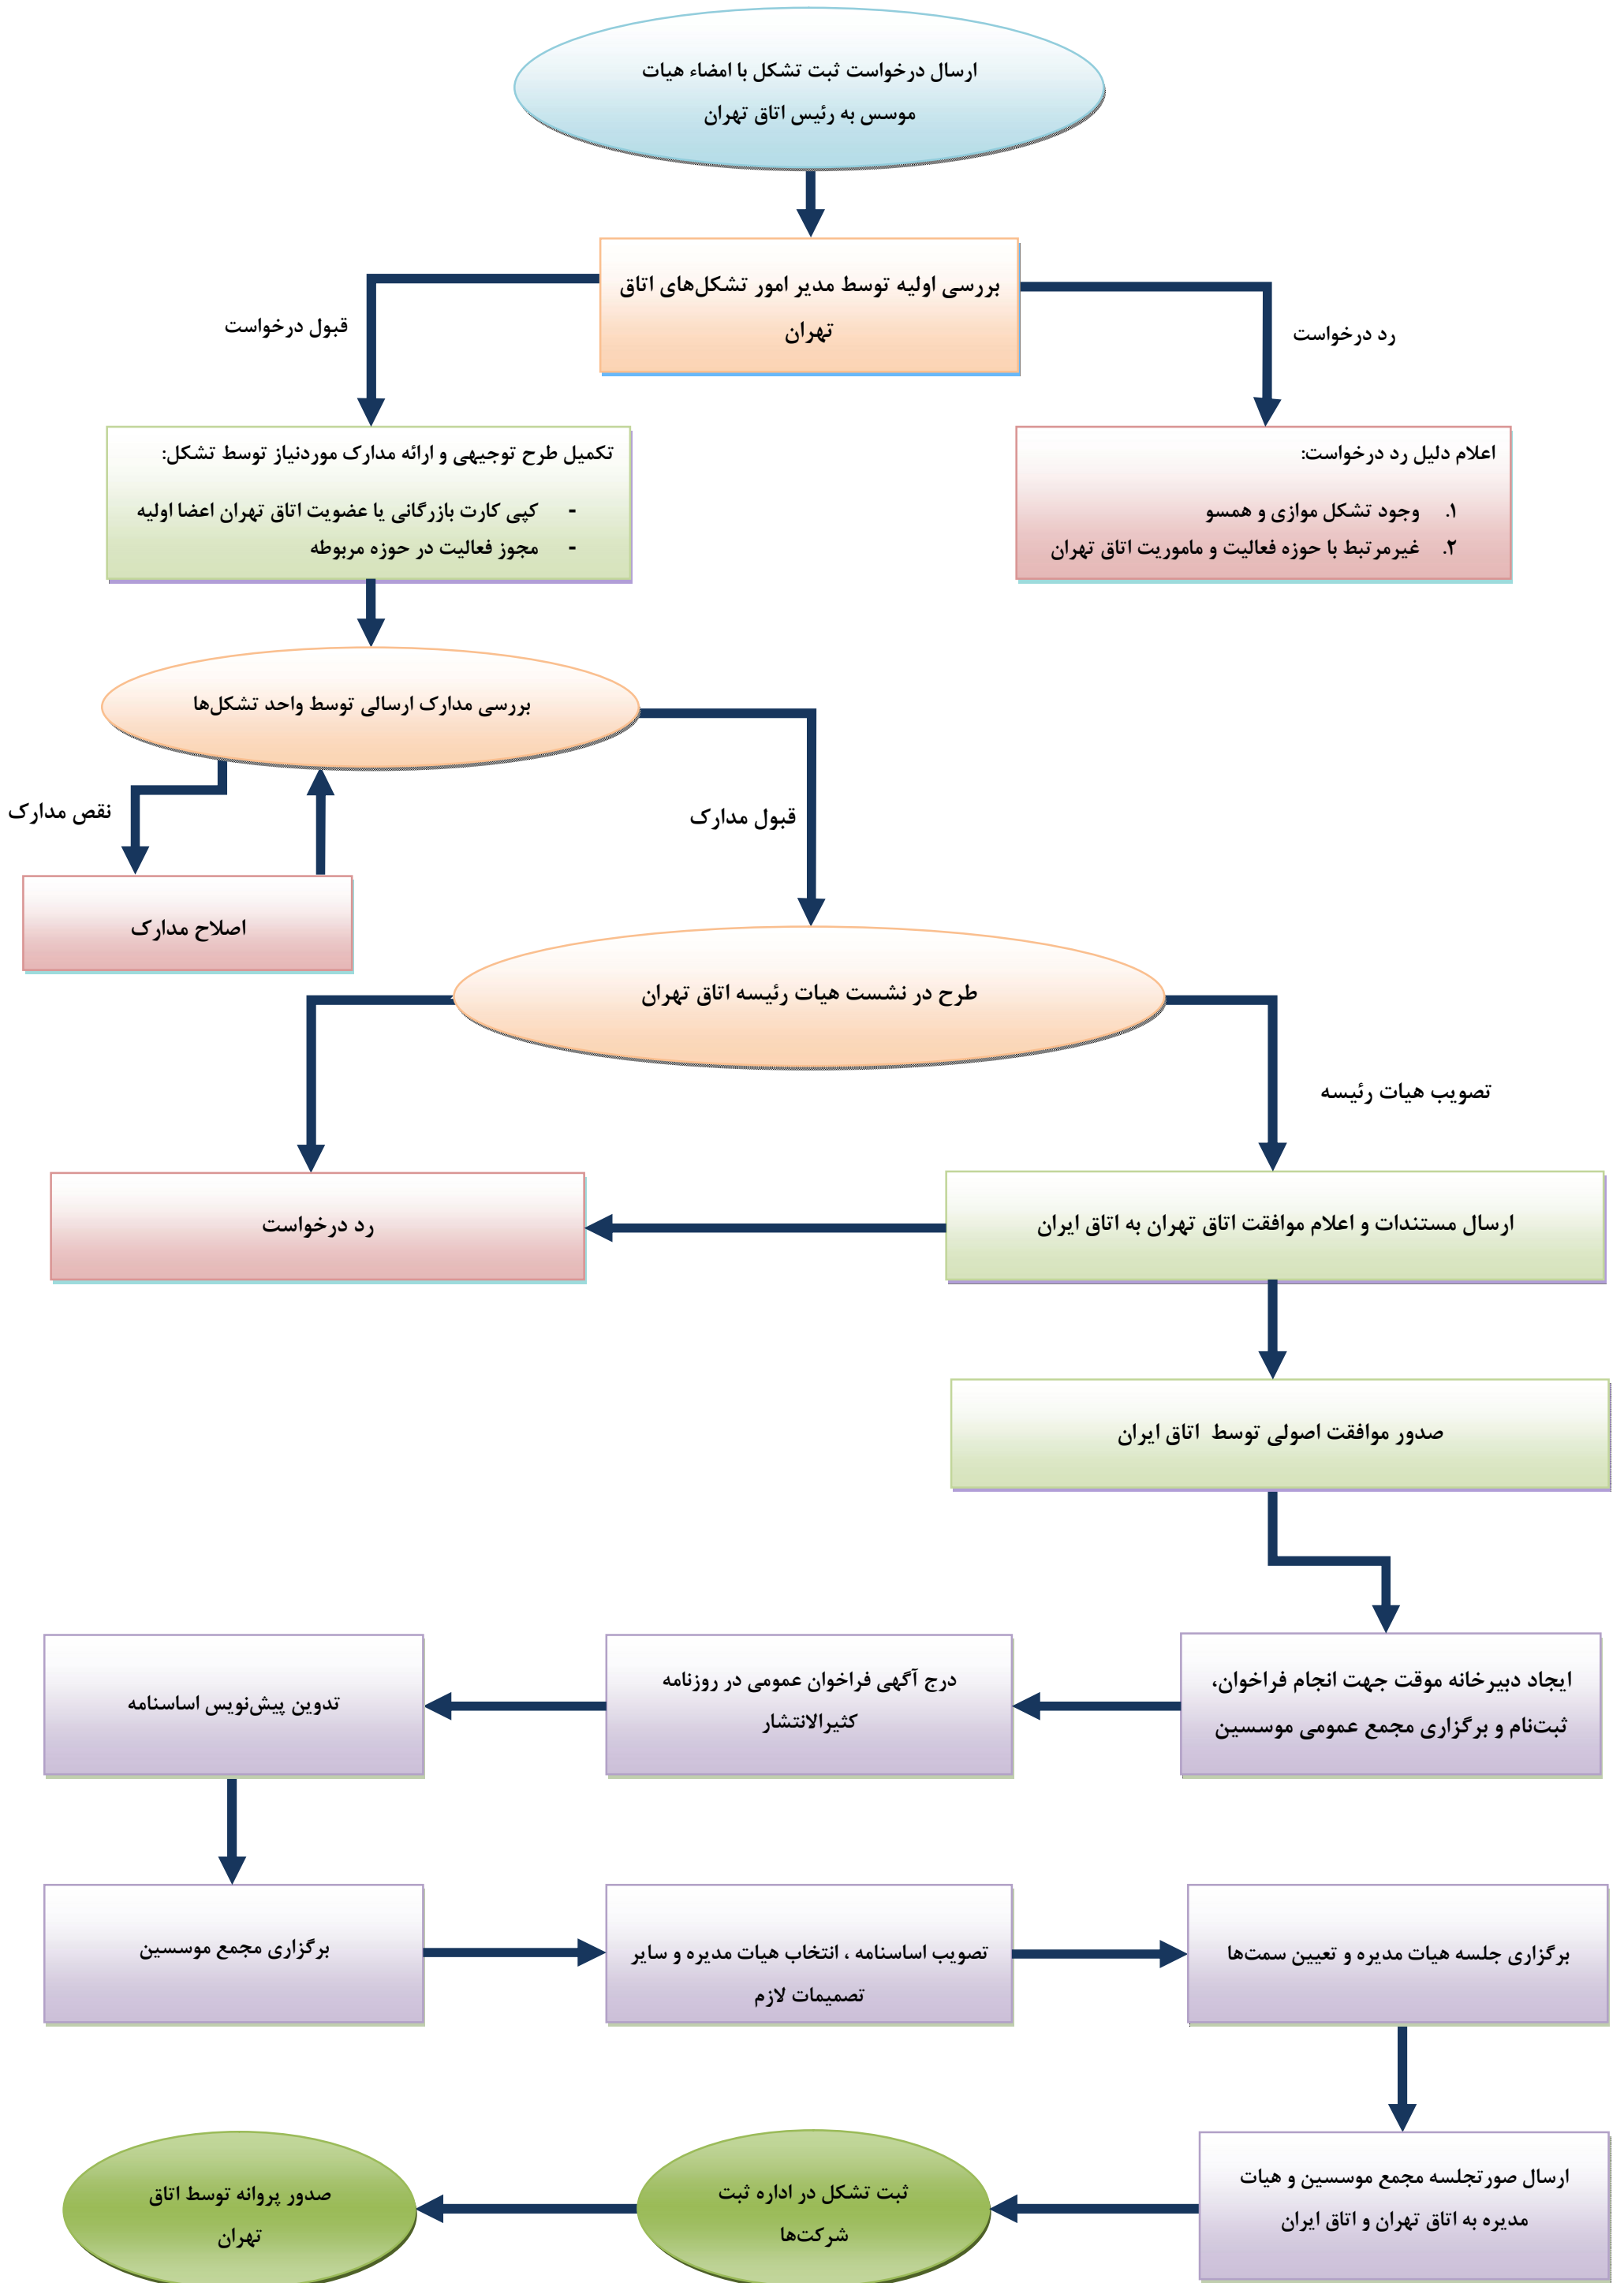 ارسال درخواست ثبت تشکل با امضاء هیات
موسس به رئیس اتاق تهران
بررسی اولیه توسط مدیر امور تشکل‌های اتاق
تهران
رد درخواست
قبول درخواست
اعلام دلیل رد درخواست:
۱. وجود تشکل موازی و همسو
۲. غیرمرتبط با حوزه فعالیت و ماموریت اتاق تهران
تکمیل طرح توجیهی و ارائه مدارک موردنیاز توسط تشکل:
- کپی کارت بازرگانی یا عضویت اتاق تهران اعضا اولیه
- مجوز فعالیت در حوزه مربوطه
بررسی مدارک ارسالی توسط واحد تشکل‌ها
قبول مدارک
نقص مدارک
اصلاح مدارک
طرح در نشست هیات رئیسه اتاق تهران
تصویب هیات رئیسه
ارسال مستندات و اعلام موافقت اتاق تهران به اتاق ایران
رد درخواست
صدور موافقت اصولی توسط اتاق ایران
ایجاد دبیرخانه موقت جهت انجام فراخوان،
ثبت‌نام و برگزاری مجمع عمومی موسسین
درج آگهی فراخوان عمومی در روزنامه
کثیرالانتشار
تدوین پیش‌نویس اساسنامه
برگزاری مجمع موسسین
تصویب اساسنامه ، انتخاب هیات مدیره و سایر
تصمیمات لازم
برگزاری جلسه هیات مدیره و تعیین سمت‌ها
ارسال صورتجلسه مجمع موسسین و هیات
مدیره به اتاق تهران و اتاق ایران
ثبت تشکل در اداره ثبت
شرکت‌ها
صدور پروانه توسط اتاق
تهران